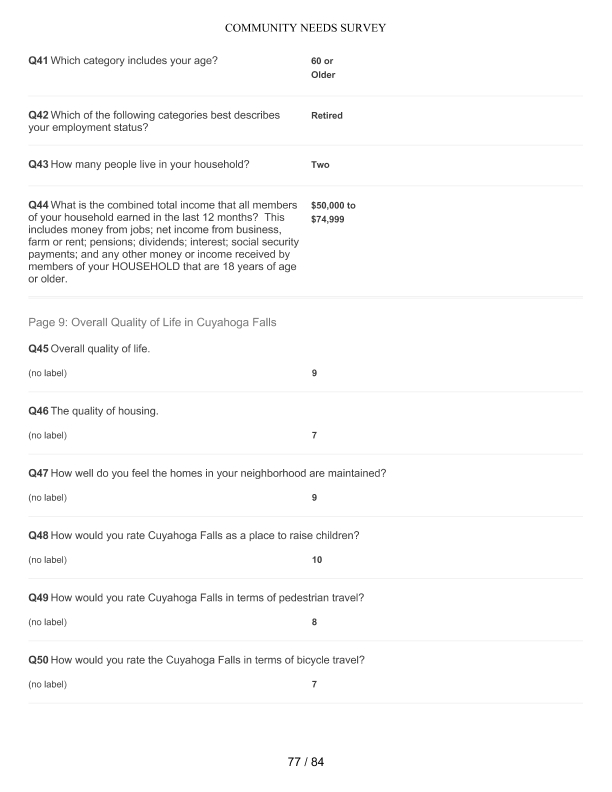 COMMUNITY NEEDS SURVEY
Q41 Which category includes your age?
60 or
Older
Q42 Which of the following categories best describes
your employment status?
Retired
Q43 How many people live in your household?
Two
Q44 What is the combined total income that all members
of your household earned in the last 12 months?  This
includes money from jobs; net income from business,
farm or rent; pensions; dividends; interest; social security
payments; and any other money or income received by
members of your HOUSEHOLD that are 18 years of age
or older.
$50,000 to
$74,999
Page 9: Overall Quality of Life in Cuyahoga Falls
Q45 Overall quality of life.
(no label) 9
Q46 The quality of housing.
(no label) 7
Q47 How well do you feel the homes in your neighborhood are maintained?
(no label) 9
Q48 How would you rate Cuyahoga Falls as a place to raise children?
(no label) 10
Q49 How would you rate Cuyahoga Falls in terms of pedestrian travel?
(no label) 8
Q50 How would you rate the Cuyahoga Falls in terms of bicycle travel?
(no label) 7
77 / 84